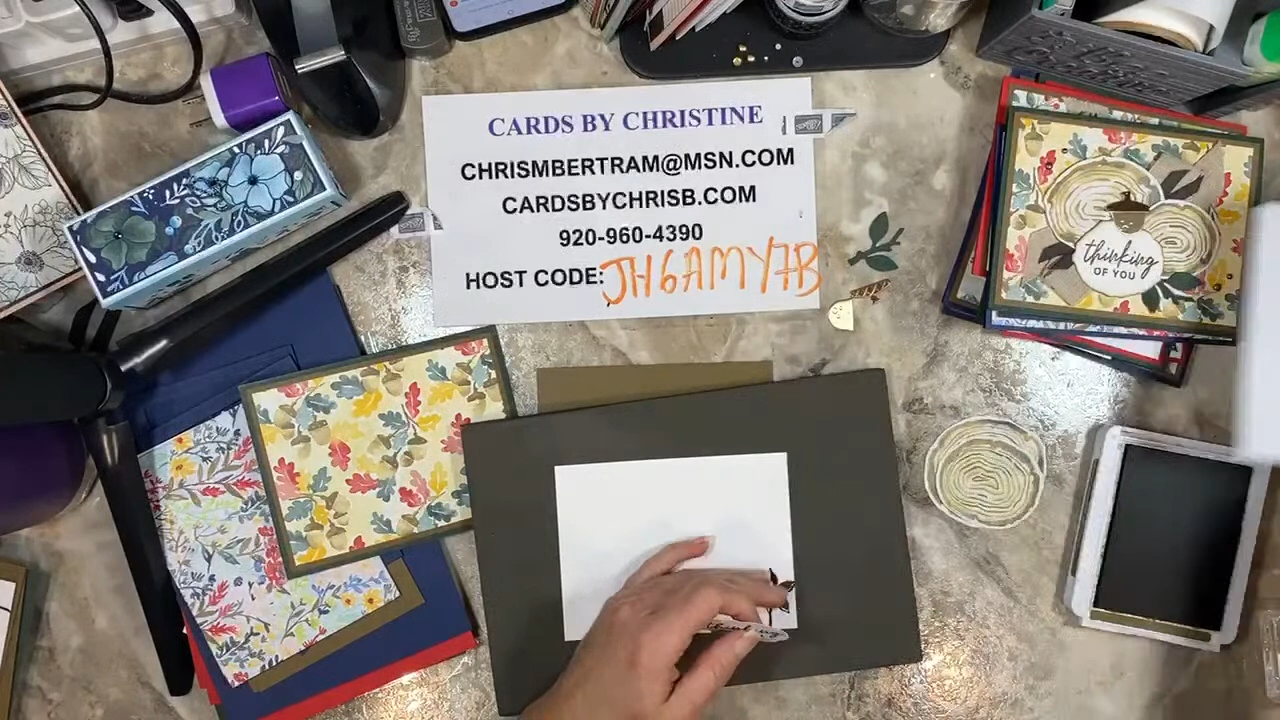 CARDS BY CHRISTINE
CHRISMBERTRAM@MSN.COM
CARDSBYCHRISB.COM
920-960-4390
HOST CODE: JH6AMY7B
thinking
OF YOU